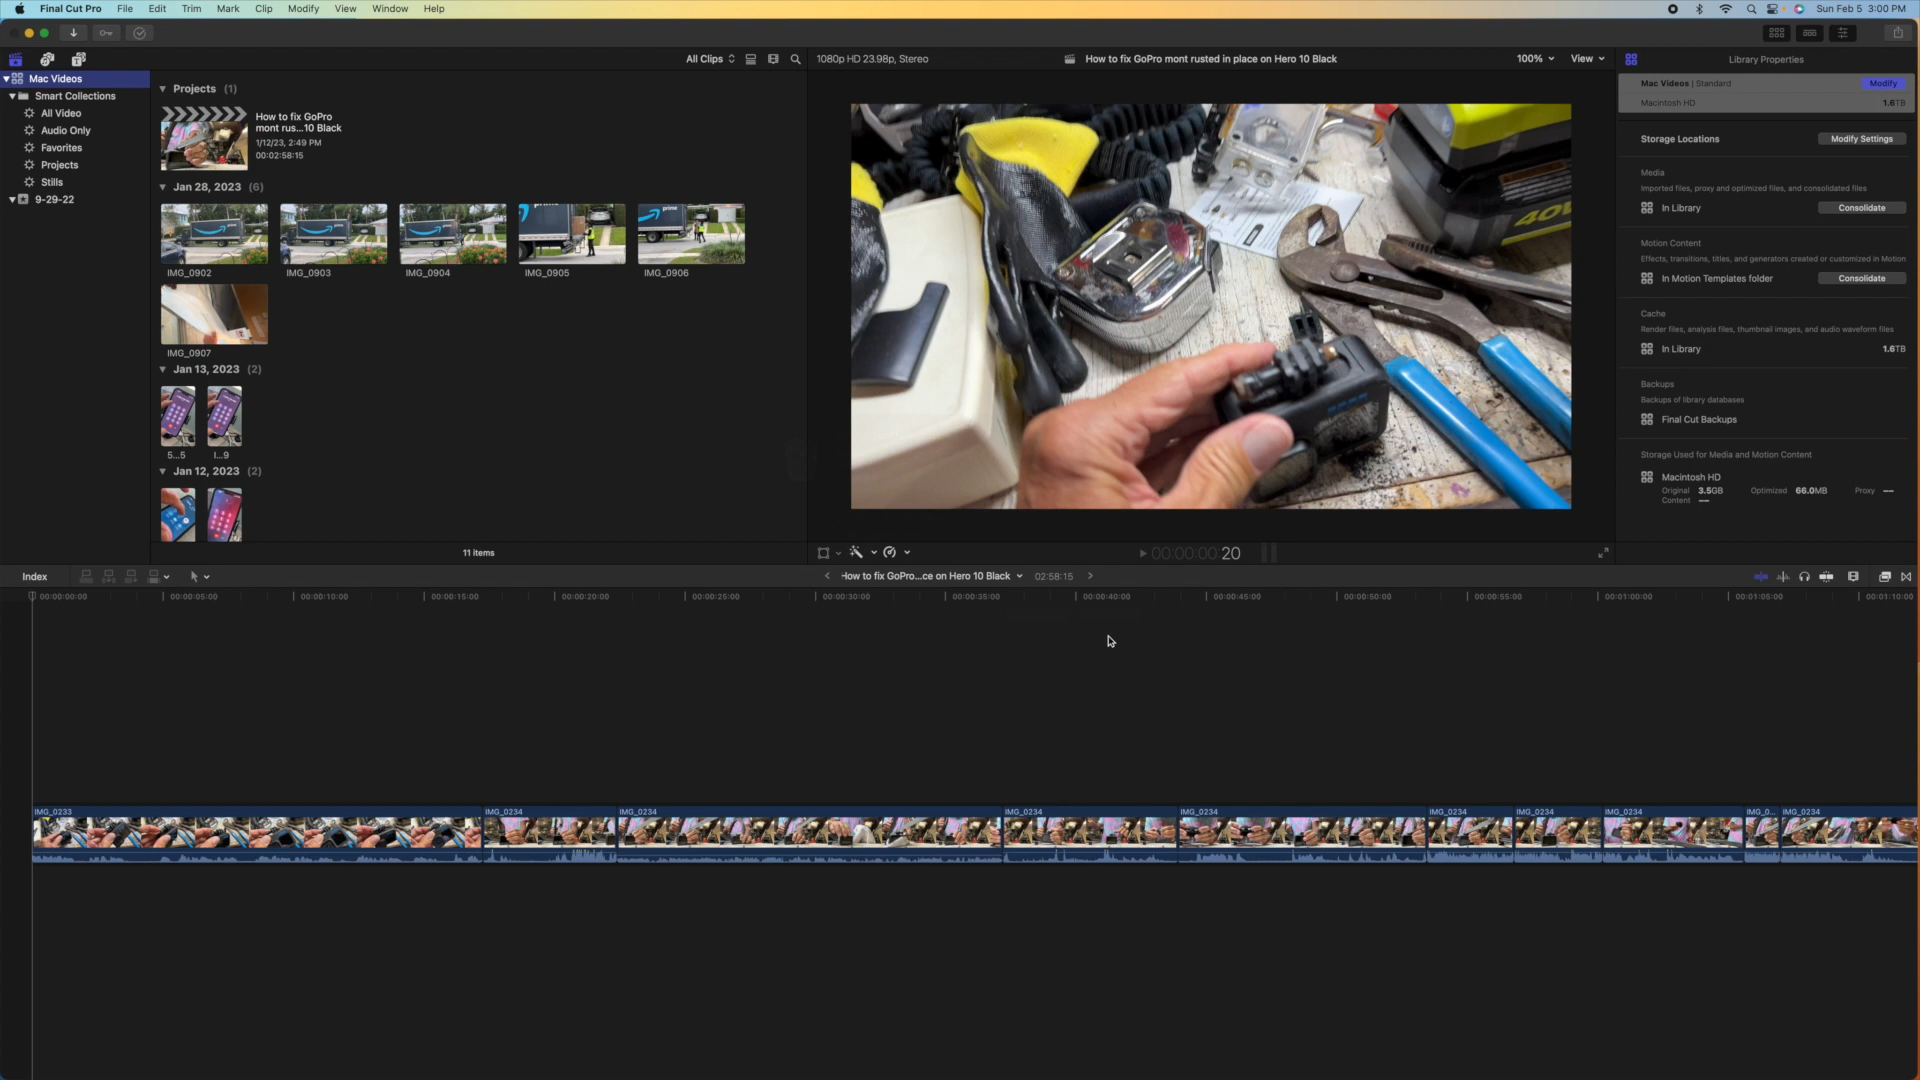 Final Cut Pro File Edit Trim Mark Clip Modify View Window Help Sun Feb 5 3:00 PM
All Clips 1080p HD 23.98p, Stereo How to fix GoPro mont rusted in place on Hero 10 Black 100% View Library Properties
Mac Videos
Smart Collections
All Video
Audio Only
Favorites
Projects
Stills
9-29-22
Projects (1)
How to fix GoPro
mont rus...10 Black
1/12/23, 2:49 PM
00:02:58:15
Jan 28, 2023 (6)
prime
prime
IMG_0902 IMG_0903 IMG_0904 IMG_0905 IMG_0906
IMG_0907
Jan 13, 2023 (2)
5...5 I...9
Jan 12, 2023 (2)
11 items
40
00:00:00:20
Mac Videos | Standard Modify
Macintosh HD 1.6TB
Storage Locations Modify Settings
Media
Imported files, proxy and optimized files, and consolidated files
In Library Consolidate
Motion Content
Effects, transitions, titles, and generators created or customized in Motion
In Motion Templates folder Consolidate
Cache
Render files, analysis files, thumbnail images, and audio waveform files
In Library 1.6TB
Backups
Backups of library databases
Final Cut Backups
Storage Used for Media and Motion Content
Macintosh HD
Original 3.5GB Optimized 66.0MB Proxy --
Content --
Index How to fix GoPro...ce on Hero 10 Black 02:58:15
00:00:00:00 00:00:05:00 00:00:10:00 00:00:15:00 00:00:20:00 00:00:25:00 00:00:30:00 00:00:35:00 00:00:40:00 00:00:45:00 00:00:50:00 00:00:55:00 00:01:00:00 00:01:05:00 00:01:10:00
IMG_0233 IMG_0234 IMG_0234 IMG_0234 IMG_0234 IMG_0234 IMG_0234 IMG_0234 IMG_0... IMG_0234